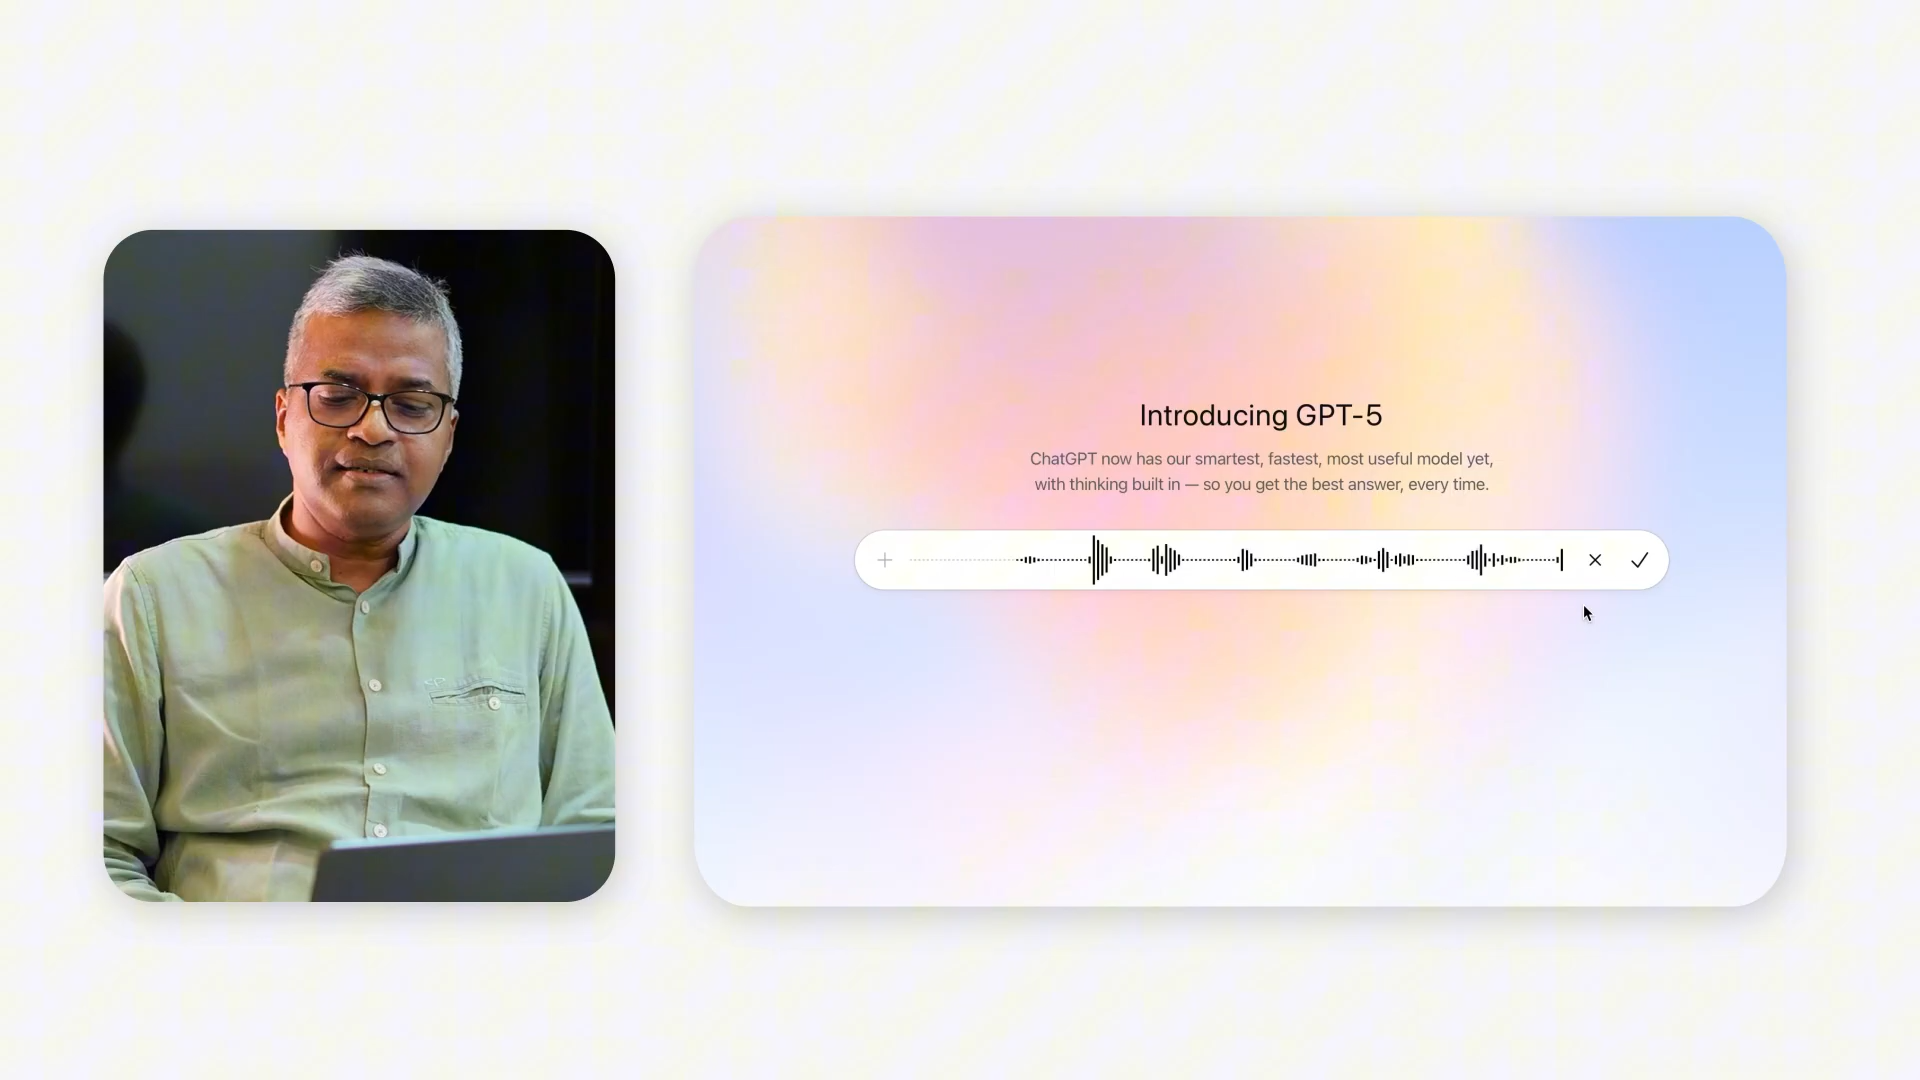 Introducing GPT-5
ChatGPT now has our smartest, fastest, most useful model yet,
with thinking built in — so you get the best answer, every time.